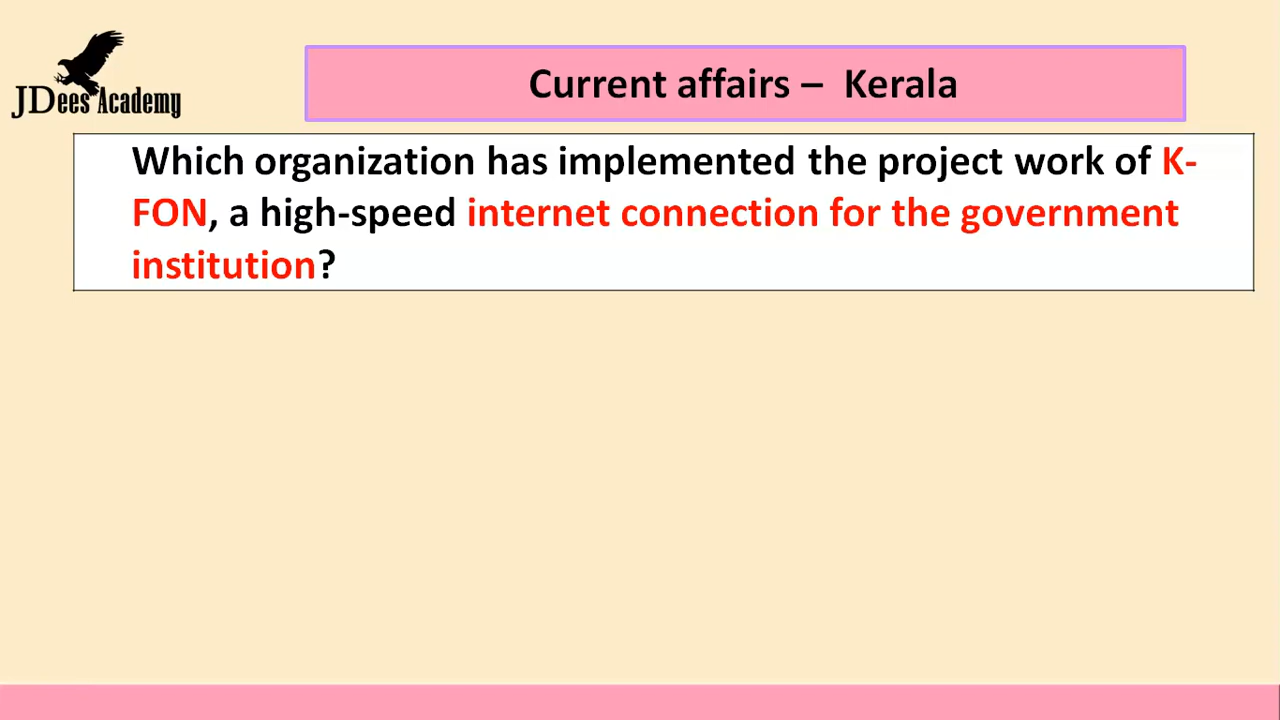 JDees Academy
Current affairs – Kerala
Which organization has implemented the project work of K-
FON, a high-speed internet connection for the government
institution?